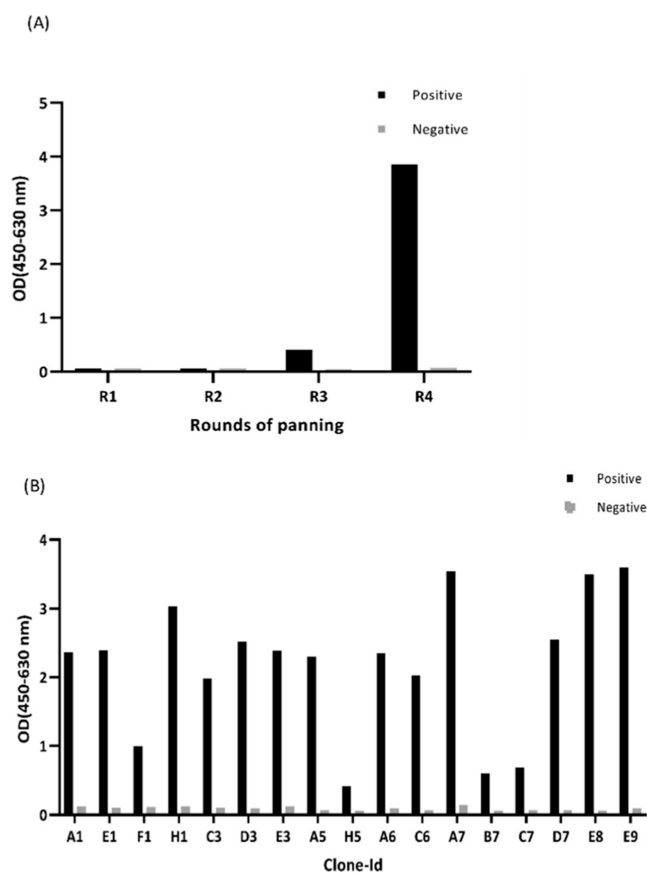 (A)
Positive
Negative
5
4
3
2
1
0
OD(450-630 nm)
R1 R2 R3 R4
Rounds of panning
(B)
Positive
Negative
4
3
2
1
0
OD(450-630 nm)
A1 E1 F1 H1 C3 D3 E3 A5 H5 A6 C6 A7 B7 C7 D7 E8 E9
Clone-Id